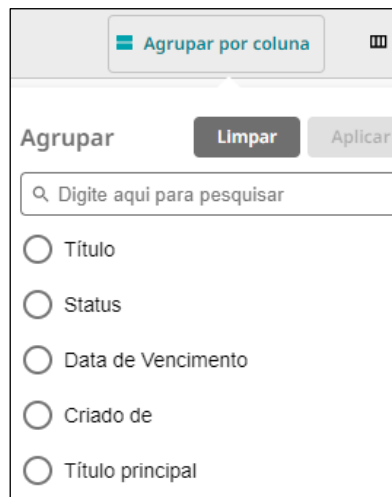 Agrupar por coluna
Agrupar
Limpar
Aplicar
Digite aqui para pesquisar
Título
Status
Data de Vencimento
Criado de
Título principal